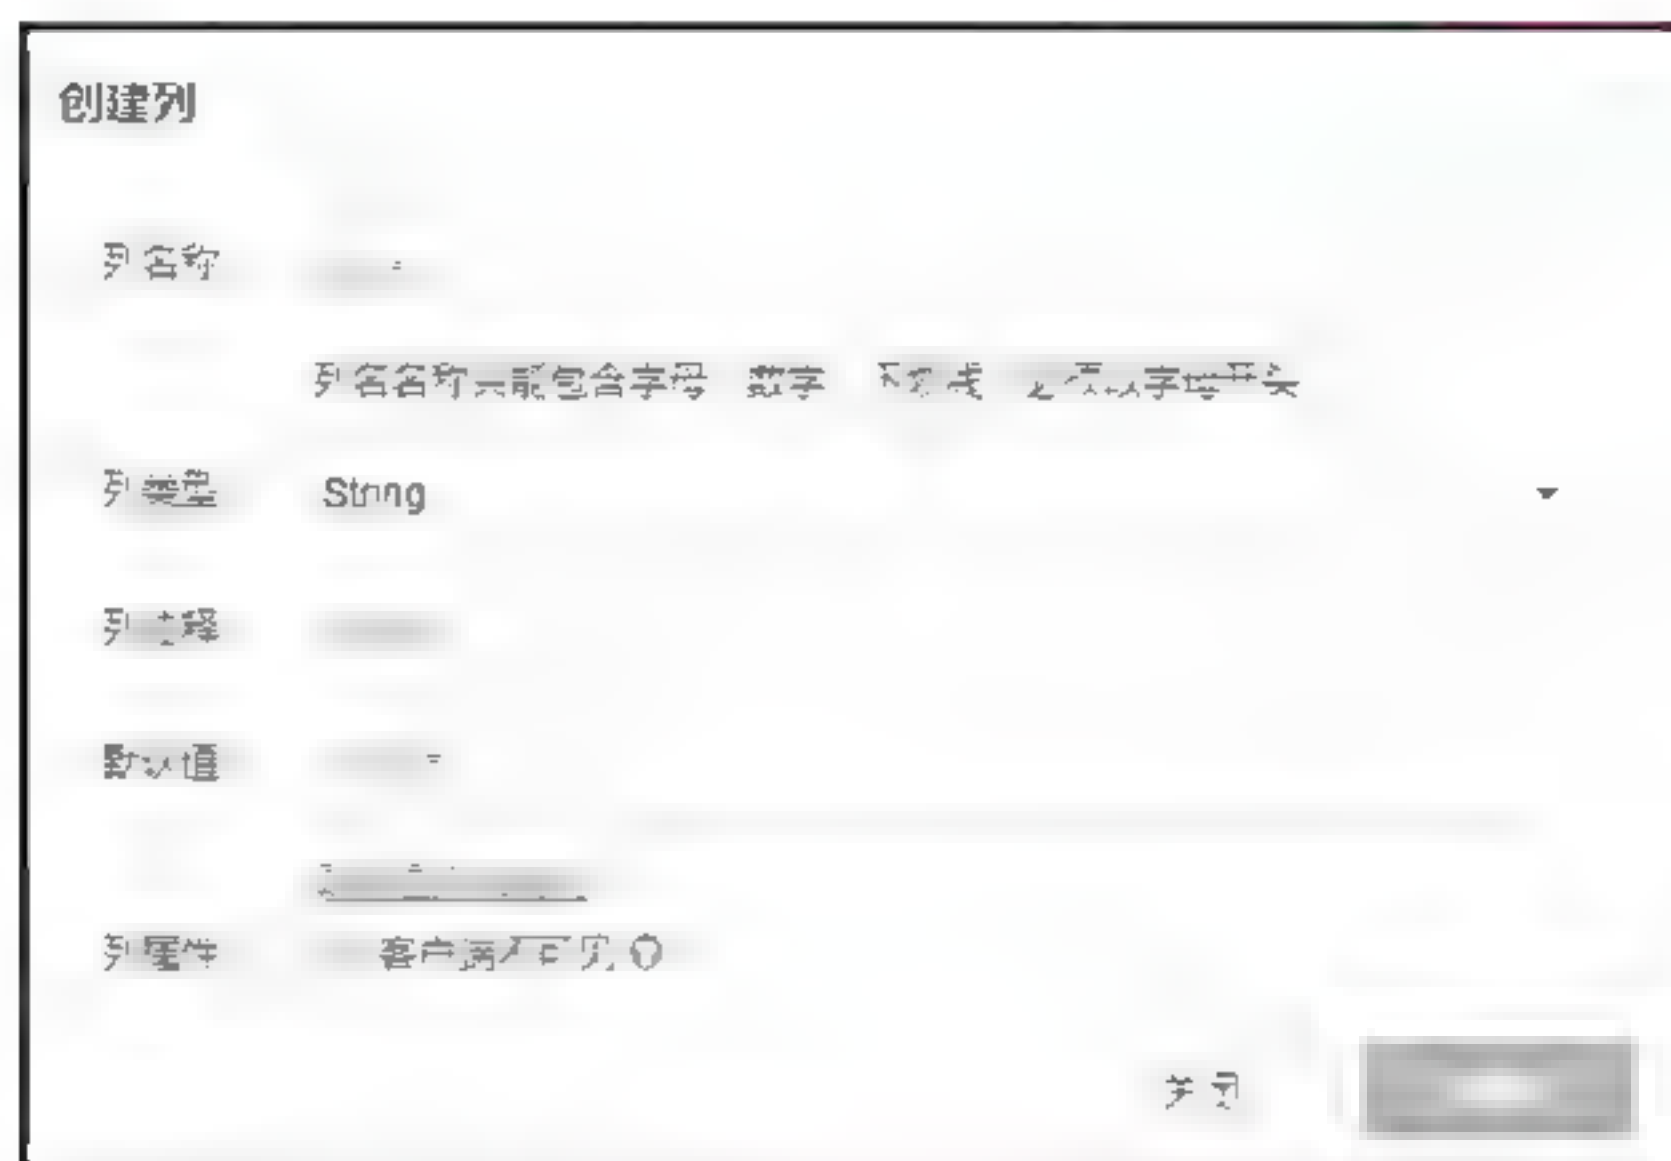 创建列
列名称
列名名称只能包含字母 数字 下划线 必须以字母开头
列类型 String
列注释
默认值
列属性 客户端不可见
关闭